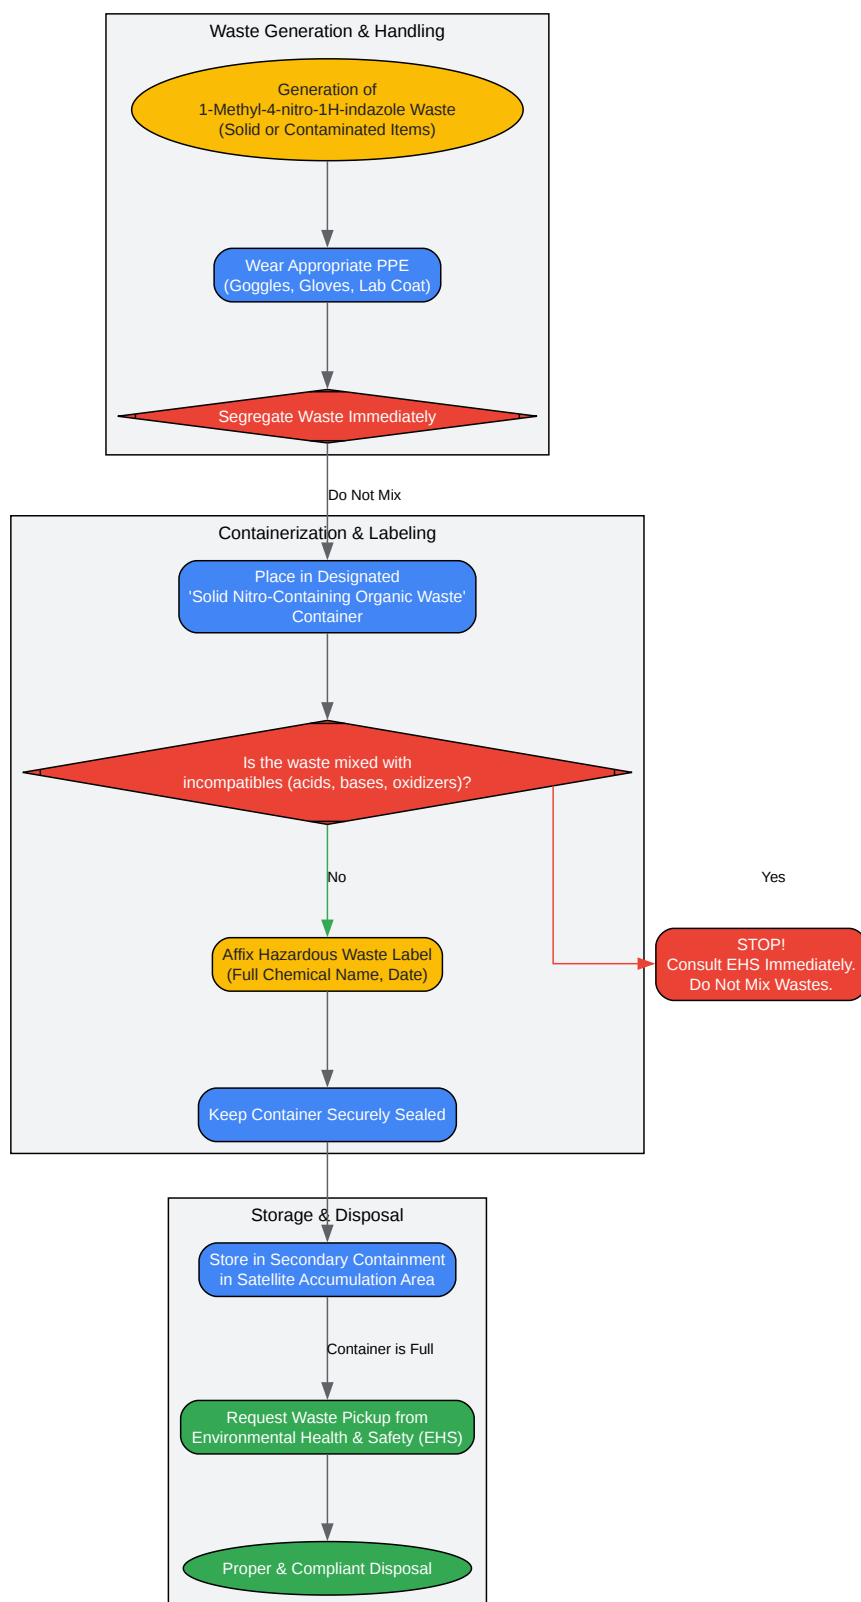 Waste Generation & Handling
Generation of
1-Methyl-4-nitro-1H-indazole Waste
(Solid or Contaminated Items)
Wear Appropriate PPE
(Goggles, Gloves, Lab Coat)
Segregate Waste Immediately
Do Not Mix
Containerization & Labeling
Place in Designated
'Solid Nitro-Containing Organic Waste'
Container
Is the waste mixed with
incompatibles (acids, bases, oxidizers)?
No
Yes
Affix Hazardous Waste Label
(Full Chemical Name, Date)
STOP!
Consult EHS Immediately.
Do Not Mix Wastes.
Keep Container Securely Sealed
Storage & Disposal
Store in Secondary Containment
in Satellite Accumulation Area
Container is Full
Request Waste Pickup from
Environmental Health & Safety (EHS)
Proper & Compliant Disposal